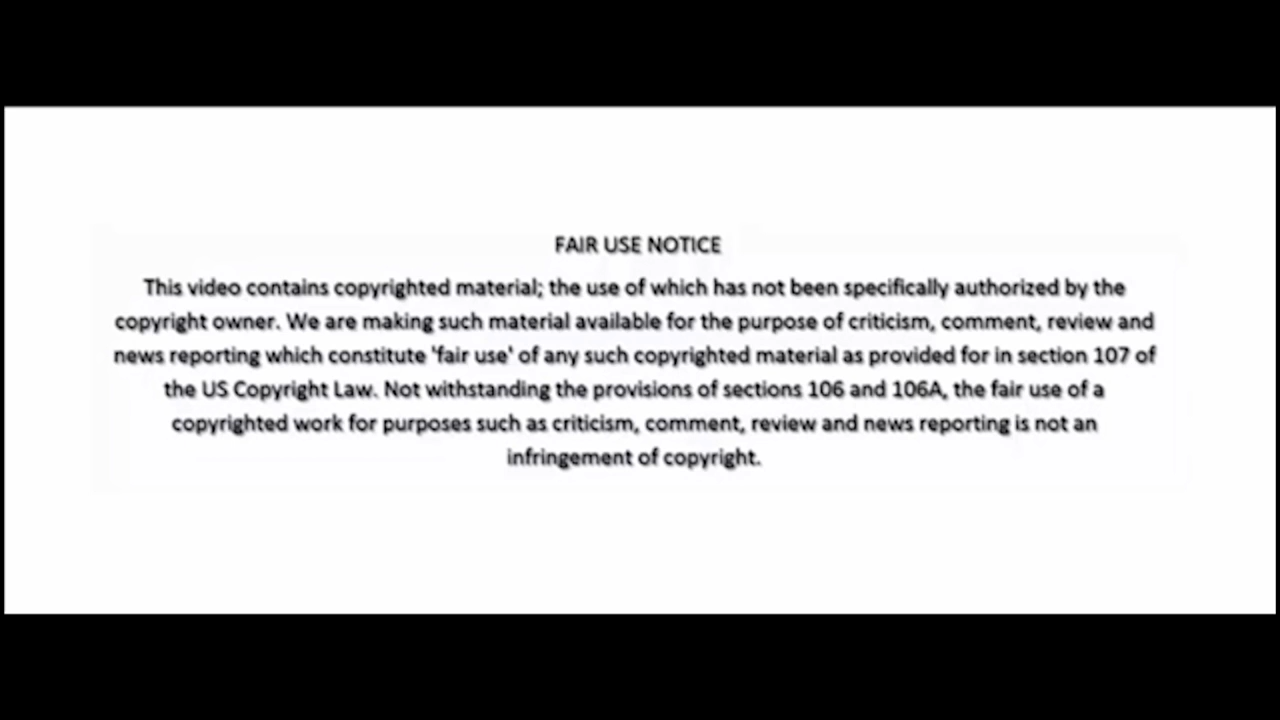 FAIR USE NOTICE
This video contains copyrighted material; the use of which has not been specifically authorized by the
copyright owner. We are making such material available for the purpose of criticism, comment, review and
news reporting which constitute 'fair use' of any such copyrighted material as provided for in section 107 of
the US Copyright Law. Not withstanding the provisions of sections 106 and 106A, the fair use of a
copyrighted work for purposes such as criticism, comment, review and news reporting is not an
infringement of copyright.